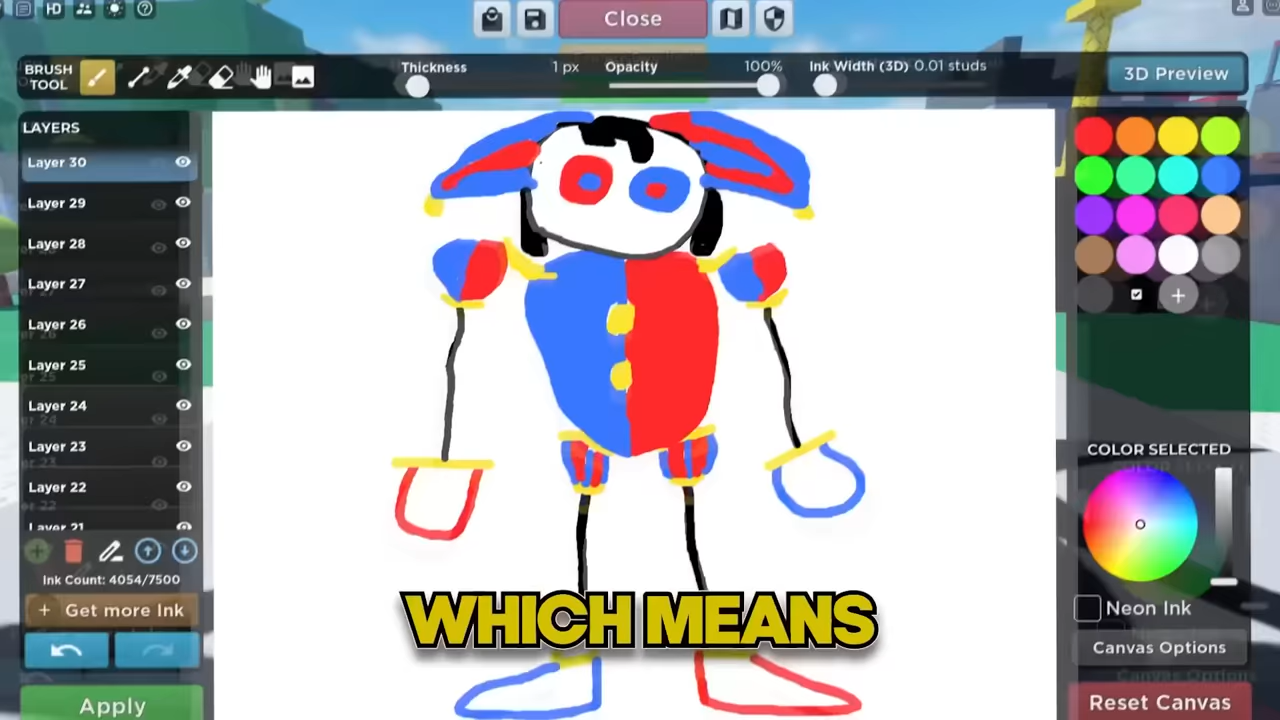 HD
Close
BRUSH
TOOL
Thickness
1 px
Opacity
100%
Ink Width (3D) 0.01 studs
3D Preview
LAYERS
Layer 30
Layer 29
Layer 28
Layer 27
Layer 26
Layer 25
Layer 24
Layer 23
Layer 22
Layer 21
Ink Count: 4054/7500
+ Get more Ink
Apply
COLOR SELECTED
Neon Ink
Canvas Options
Reset Canvas
WHICH MEANS